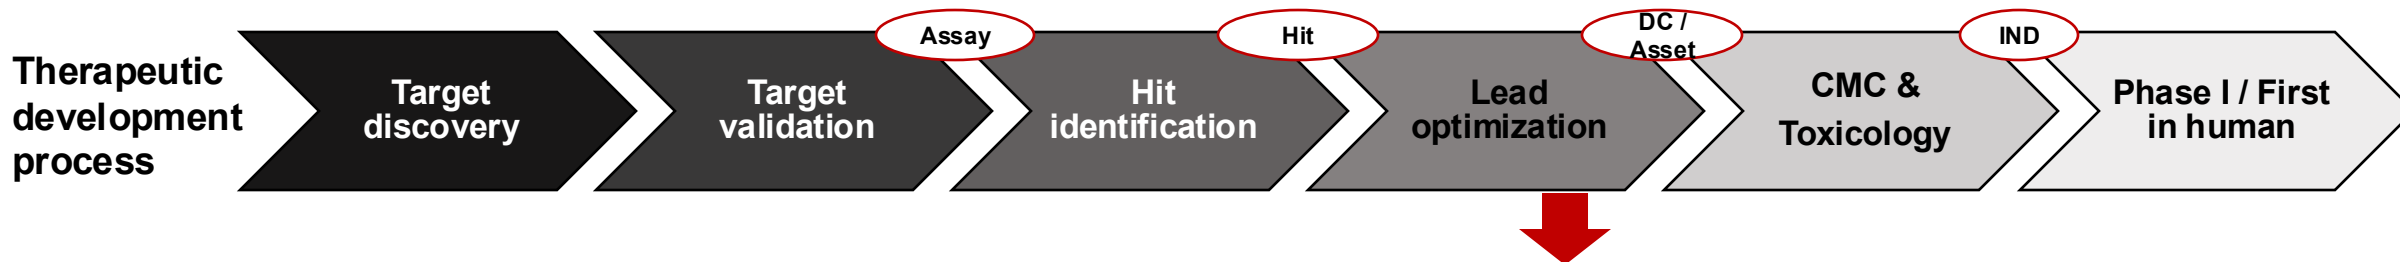 Therapeutic
development
process
Target
discovery
Target
validation
Assay
Hit
identification
Hit
Lead
optimization
DC /
Asset
CMC &
Toxicology
IND
Phase I / First
in human